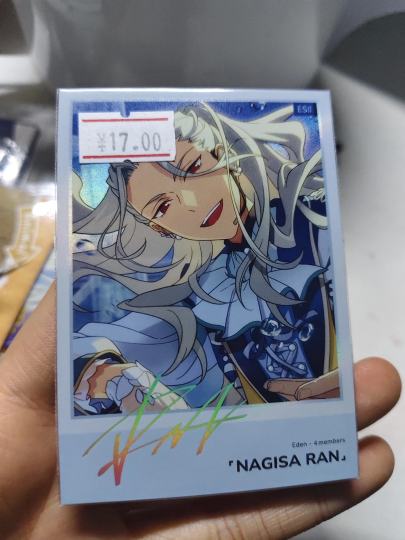 ES!!
¥17.00
Eden - 4 members
「NAGISA RAN」